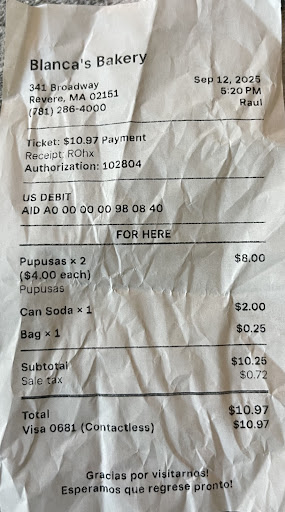 Blanca's Bakery
341 Broadway
Revere, MA 02151
(781) 286-4000
Sep 12, 2025
5:20 PM
Raul
Ticket: $10.97 Payment
Receipt: ROhx
Authorization: 102804
US DEBIT
AID A0 00 00 00 98 08 40
FOR HERE
Pupusas × 2 $8.00
($4.00 each)
Pupusas
Can Soda × 1 $2.00
Bag × 1 $0.25
Subtotal $10.25
Sale tax $0.72
Total $10.97
Visa 0681 (Contactless) $10.97
Gracias por visitarnos!
Esperamos que regrese pronto!